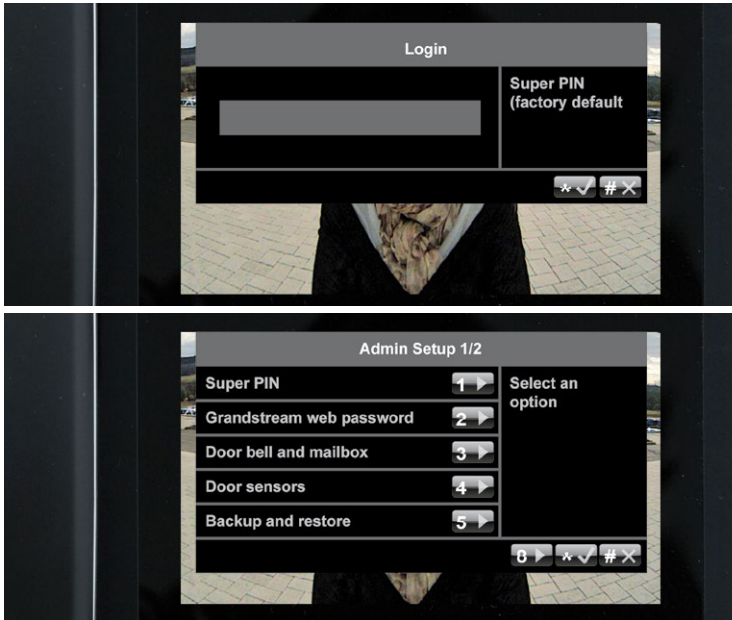 Login
Super PIN
(factory default
* #
Admin Setup 1/2
Super PIN 1
Select an
option
Grandstream web password 2
Door bell and mailbox 3
Door sensors 4
Backup and restore 5
8 * #